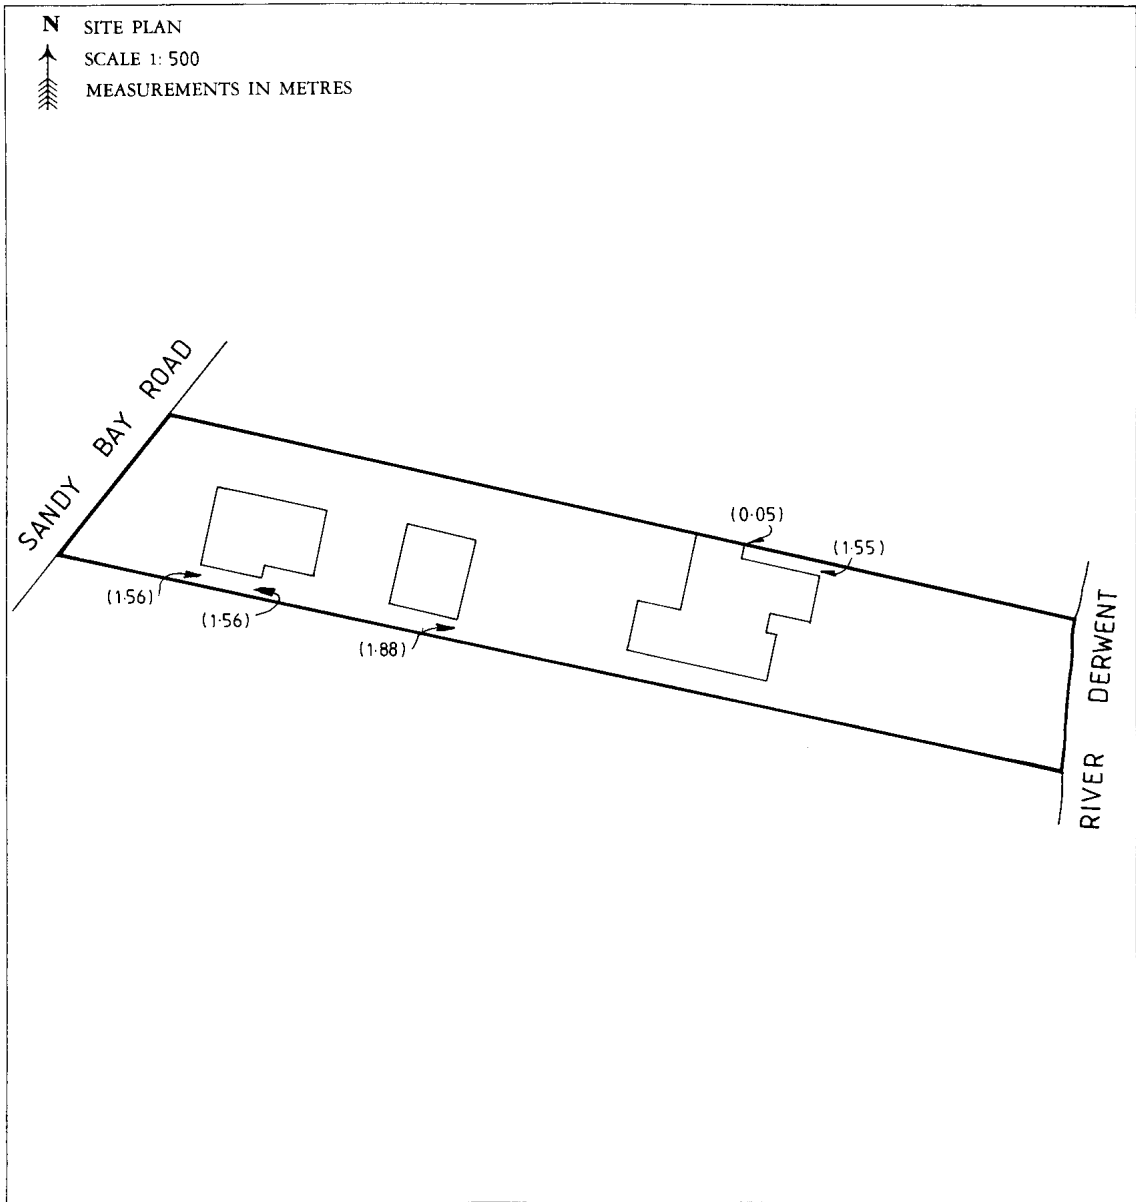 N SITE PLAN
SCALE 1: 500
MEASUREMENTS IN METRES
SANDY BAY ROAD
(0·05)
(1·55)
(1·56)
(1·56)
(1·88)
RIVER DERWENT